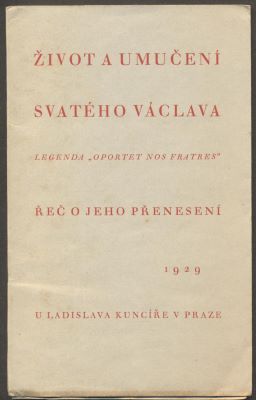 ŽIVOT A UMUČENÍ
SVATÉHO VÁCLAVA
LEGENDA „OPORTET NOS FRATRES"
ŘEČ O JEHO PŘENESENÍ
1929
U LADISLAVA KUNCÍŘE V PRAZE